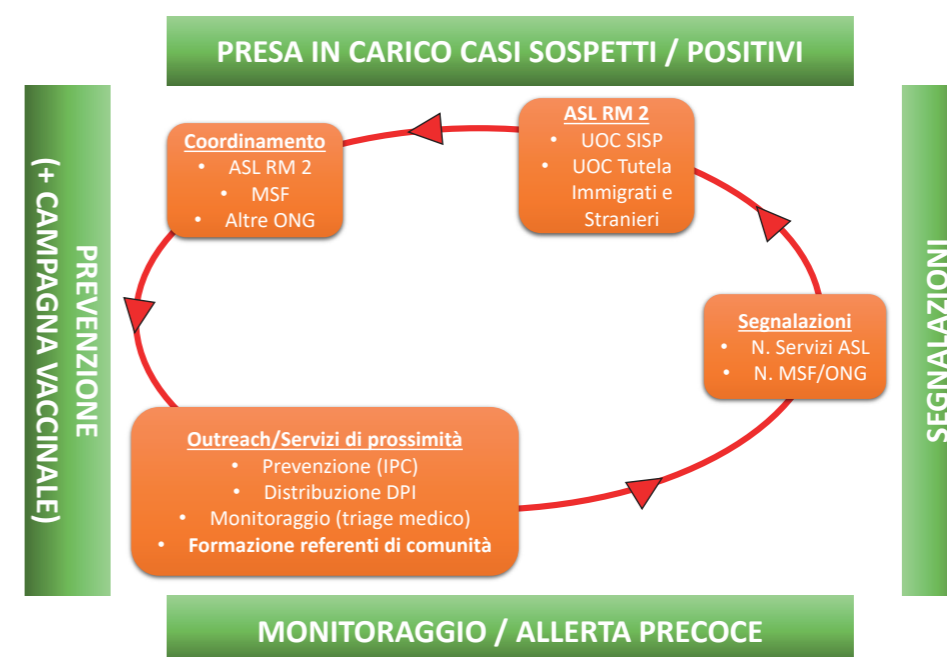 PRESA IN CARICO CASI SOSPETTI / POSITIVI
PREVENZIONE
(+ CAMPAGNA VACCINALE)
Coordinamento
• ASL RM 2
• MSF
• Altre ONG
ASL RM 2
• UOC SISP
• UOC Tutela
Immigrati e
Stranieri
Segnalazioni
• N. Servizi ASL
• N. MSF/ONG
SEGNALAZIONI
Outreach/Servizi di prossimità
• Prevenzione (IPC)
• Distribuzione DPI
• Monitoraggio (triage medico)
• Formazione referenti di comunità
MONITORAGGIO / ALLERTA PRECOCE